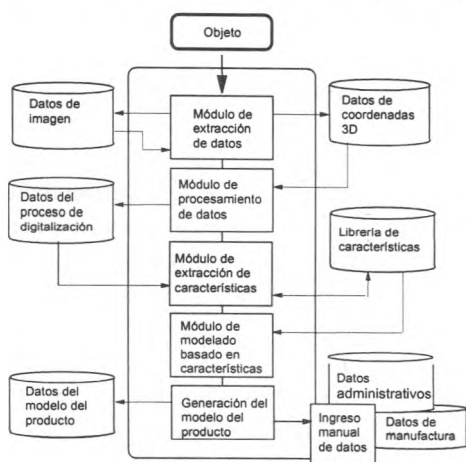 Objeto
Datos de
imagen
Módulo de
extracción de
datos
Datos de
coordenadas
3D
Módulo de
procesamiento
de datos
Datos del
proceso de
digitalización
Librería de
características
Módulo de
extracción de
características
Módulo de
modelado
basado en
características
Datos
administrativos
Datos del
modelo del
producto
Generación del
modelo del
producto
Ingreso
manual
de datos
Datos de
manufactura